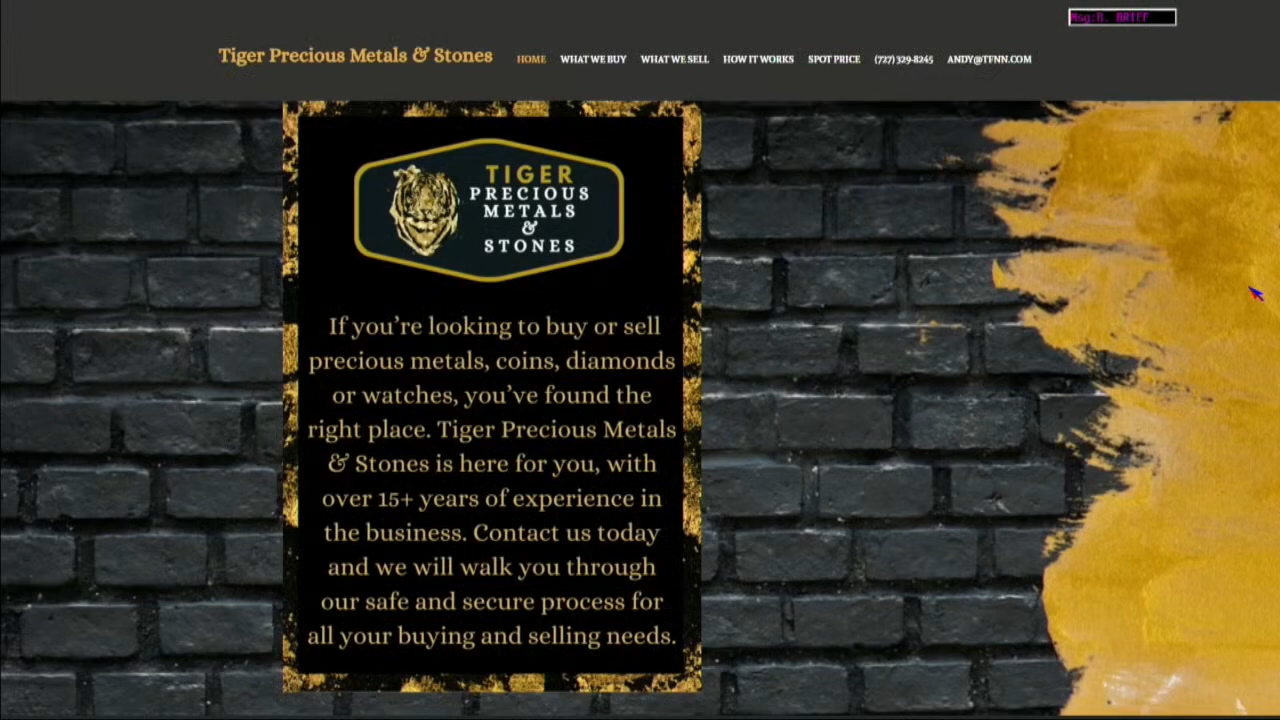 Tiger Precious Metals & Stones
HOME WHAT WE BUY WHAT WE SELL HOW IT WORKS SPOT PRICE (727) 329-8245 ANDY@TFNN.COM
TIGER
PRECIOUS
METALS
&
STONES
If you’re looking to buy or sell
precious metals, coins, diamonds
or watches, you’ve found the
right place. Tiger Precious Metals
& Stones is here for you, with
over 15+ years of experience in
the business. Contact us today
and we will walk you through
our safe and secure process for
all your buying and selling needs.